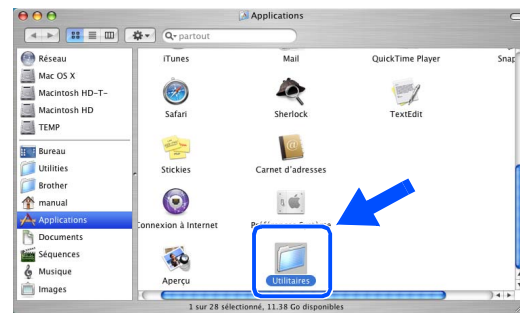 Applications
partout
Réseau
Mac OS X
Macintosh HD-T-
Macintosh HD
TEMP
Bureau
Utilities
Brother
manual
Applications
Documents
Séquences
Musique
Images
iTunes
Mail
QuickTime Player
Snap
Safari
Sherlock
TextEdit
Stickies
Carnet d'adresses
Connexion à Internet
Aperçu
Utilitaires
1 sur 28 sélectionné, 11.38 Go disponibles